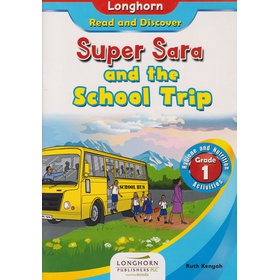 Longhorn
Read and Discover
Super Sara
and the
School Trip
Hygiene and Nutrition
Grade
1
Activities
SCHOOL BUS
Ruth Kenyah
LONGHORN
PUBLISHERS PLC